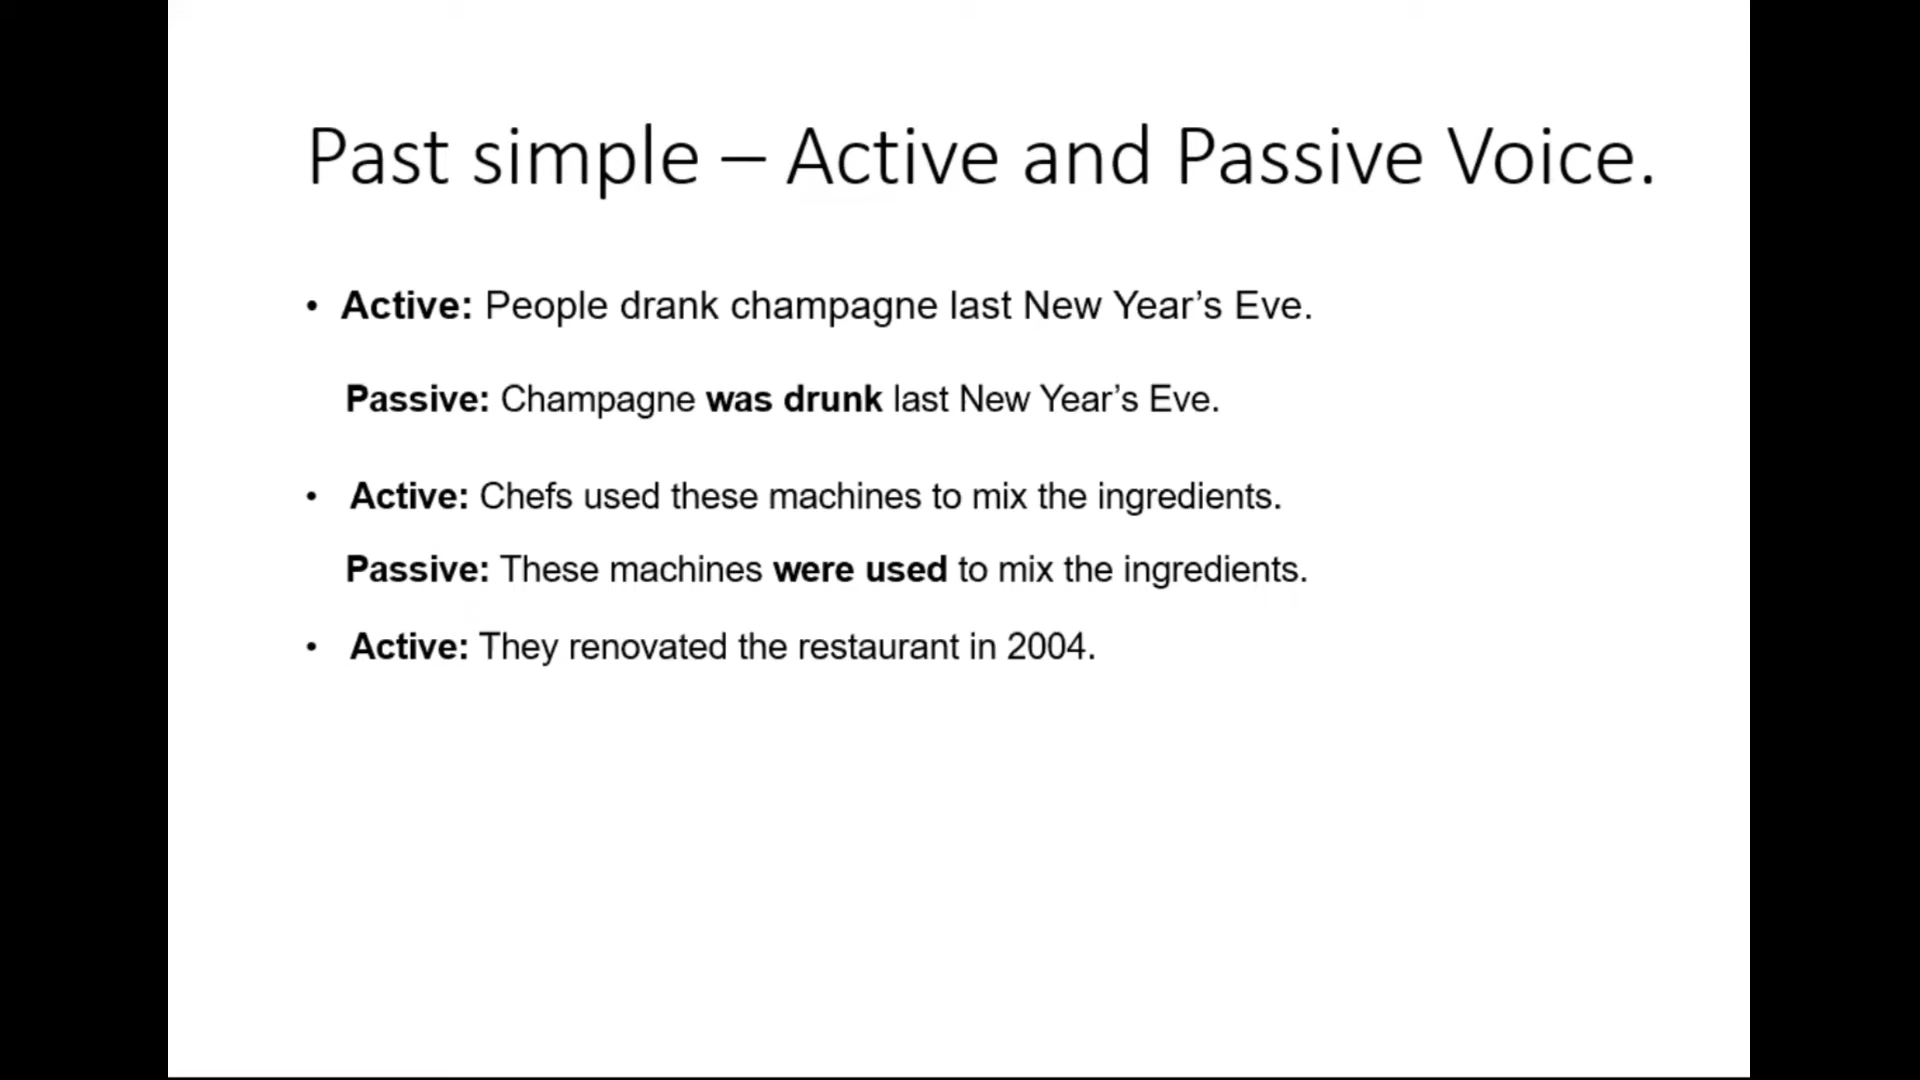 Past simple – Active and Passive Voice.
• Active: People drank champagne last New Year’s Eve.
Passive: Champagne was drunk last New Year’s Eve.
• Active: Chefs used these machines to mix the ingredients.
Passive: These machines were used to mix the ingredients.
• Active: They renovated the restaurant in 2004.